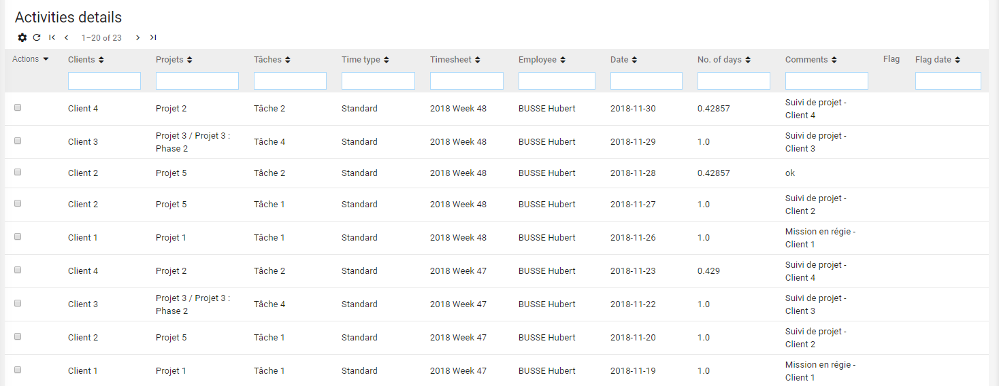 Activities details
1–20 of 23
Actions Clients Projets Tâches Time type Timesheet Employee Date No. of days Comments Flag Flag date
Client 4 Projet 2 Tâche 2 Standard 2018 Week 48 BUSSE Hubert 2018-11-30 0.42857 Suivi de projet -
Client 4
Client 3 Projet 3 / Projet 3 : Tâche 4 Standard 2018 Week 48 BUSSE Hubert 2018-11-29 1.0 Suivi de projet -
Phase 2 Client 3
Client 2 Projet 5 Tâche 2 Standard 2018 Week 48 BUSSE Hubert 2018-11-28 0.42857 ok
Client 2 Projet 5 Tâche 1 Standard 2018 Week 48 BUSSE Hubert 2018-11-27 1.0 Suivi de projet -
Client 2
Client 1 Projet 1 Tâche 1 Standard 2018 Week 48 BUSSE Hubert 2018-11-26 1.0 Mission en régie -
Client 1
Client 4 Projet 2 Tâche 2 Standard 2018 Week 47 BUSSE Hubert 2018-11-23 0.429 Suivi de projet -
Client 4
Client 3 Projet 3 / Projet 3 : Tâche 4 Standard 2018 Week 47 BUSSE Hubert 2018-11-22 1.0 Suivi de projet -
Phase 2 Client 3
Client 2 Projet 5 Tâche 1 Standard 2018 Week 47 BUSSE Hubert 2018-11-20 1.0 Suivi de projet -
Client 2
Client 1 Projet 1 Tâche 1 Standard 2018 Week 47 BUSSE Hubert 2018-11-19 1.0 Mission en régie -
Client 1